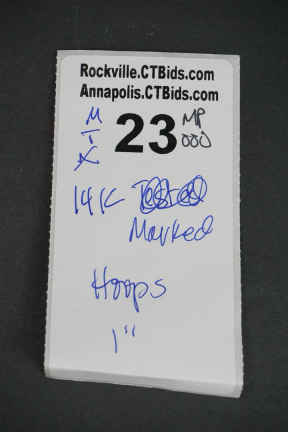 Rockville.CTBids.com
Annapolis.CTBids.com
M
T
23
MP
000
14K
Marked
Hoops
1"